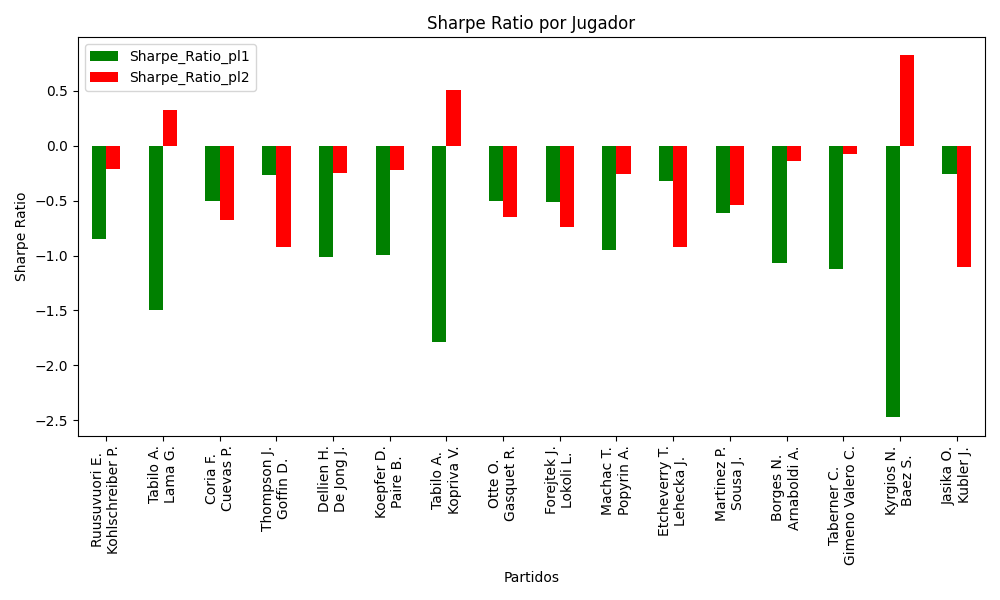 Sharpe Ratio por Jugador
Sharpe_Ratio_pl1
Sharpe_Ratio_pl2
Sharpe Ratio
0.5
0.0
−0.5
−1.0
−1.5
−2.0
−2.5
Ruusuvuori E.
Kohlschreiber P.
Tabilo A.
Lama G.
Coria F.
Cuevas P.
Thompson J.
Goffin D.
Dellien H.
De Jong J.
Koepfer D.
Paire B.
Tabilo A.
Kopriva V.
Otte O.
Gasquet R.
Forejtek J.
Lokoli L.
Machac T.
Popyrin A.
Etcheverry T.
Lehecka J.
Martinez P.
Sousa J.
Borges N.
Arnaboldi A.
Taberner C.
Gimeno Valero C.
Kyrgios N.
Baez S.
Jasika O.
Kubler J.
Partidos